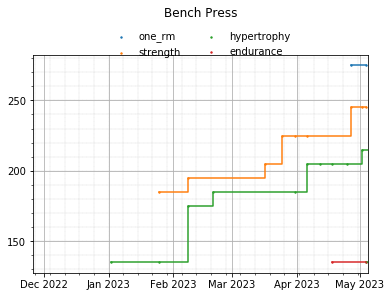 Bench Press
one_rm
strength
hypertrophy
endurance
250
200
150
Dec 2022 Jan 2023 Feb 2023 Mar 2023 Apr 2023 May 2023